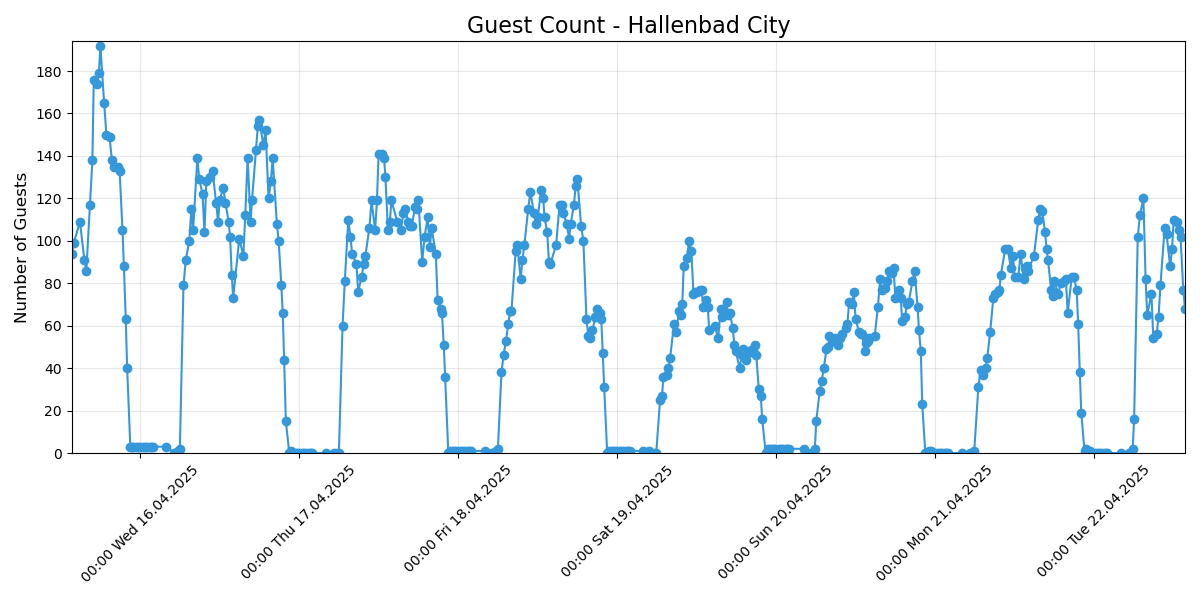 Guest Count - Hallenbad City
Number of Guests
180
160
140
120
100
80
60
40
20
0
00:00 Wed 16.04.2025
00:00 Thu 17.04.2025
00:00 Fri 18.04.2025
00:00 Sat 19.04.2025
00:00 Sun 20.04.2025
00:00 Mon 21.04.2025
00:00 Tue 22.04.2025